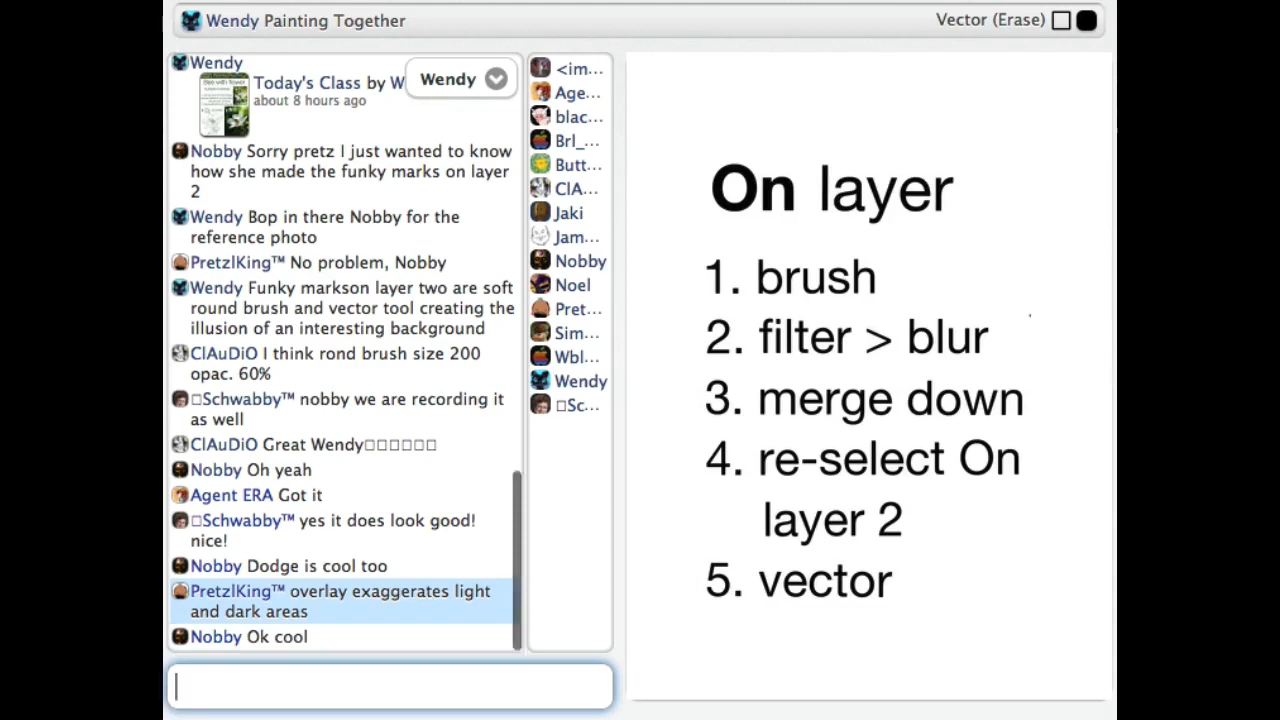 Wendy Painting Together
Vector (Erase)
Wendy
Today's Class by W
about 8 hours ago
Wendy
Nobby Sorry pretz I just wanted to know
how she made the funky marks on layer
2
Wendy Bop in there Nobby for the
reference photo
PretzlKing™ No problem, Nobby
Wendy Funky markson layer two are soft
round brush and vector tool creating the
illusion of an interesting background
ClAuDiO I think rond brush size 200
opac. 60%
Schwabby™ nobby we are recording it
as well
ClAuDiO Great Wendy
Nobby Oh yeah
Agent ERA Got it
Schwabby™ yes it does look good!
nice!
Nobby Dodge is cool too
PretzlKing™ overlay exaggerates light
and dark areas
Nobby Ok cool
<im...
Age...
blac...
Brl_...
Butt...
ClA...
Jaki
Jam...
Nobby
Noel
Pret...
Sim...
Wbl...
Wendy
Sc...
On layer
1. brush
2. filter > blur
3. merge down
4. re-select On
layer 2
5. vector